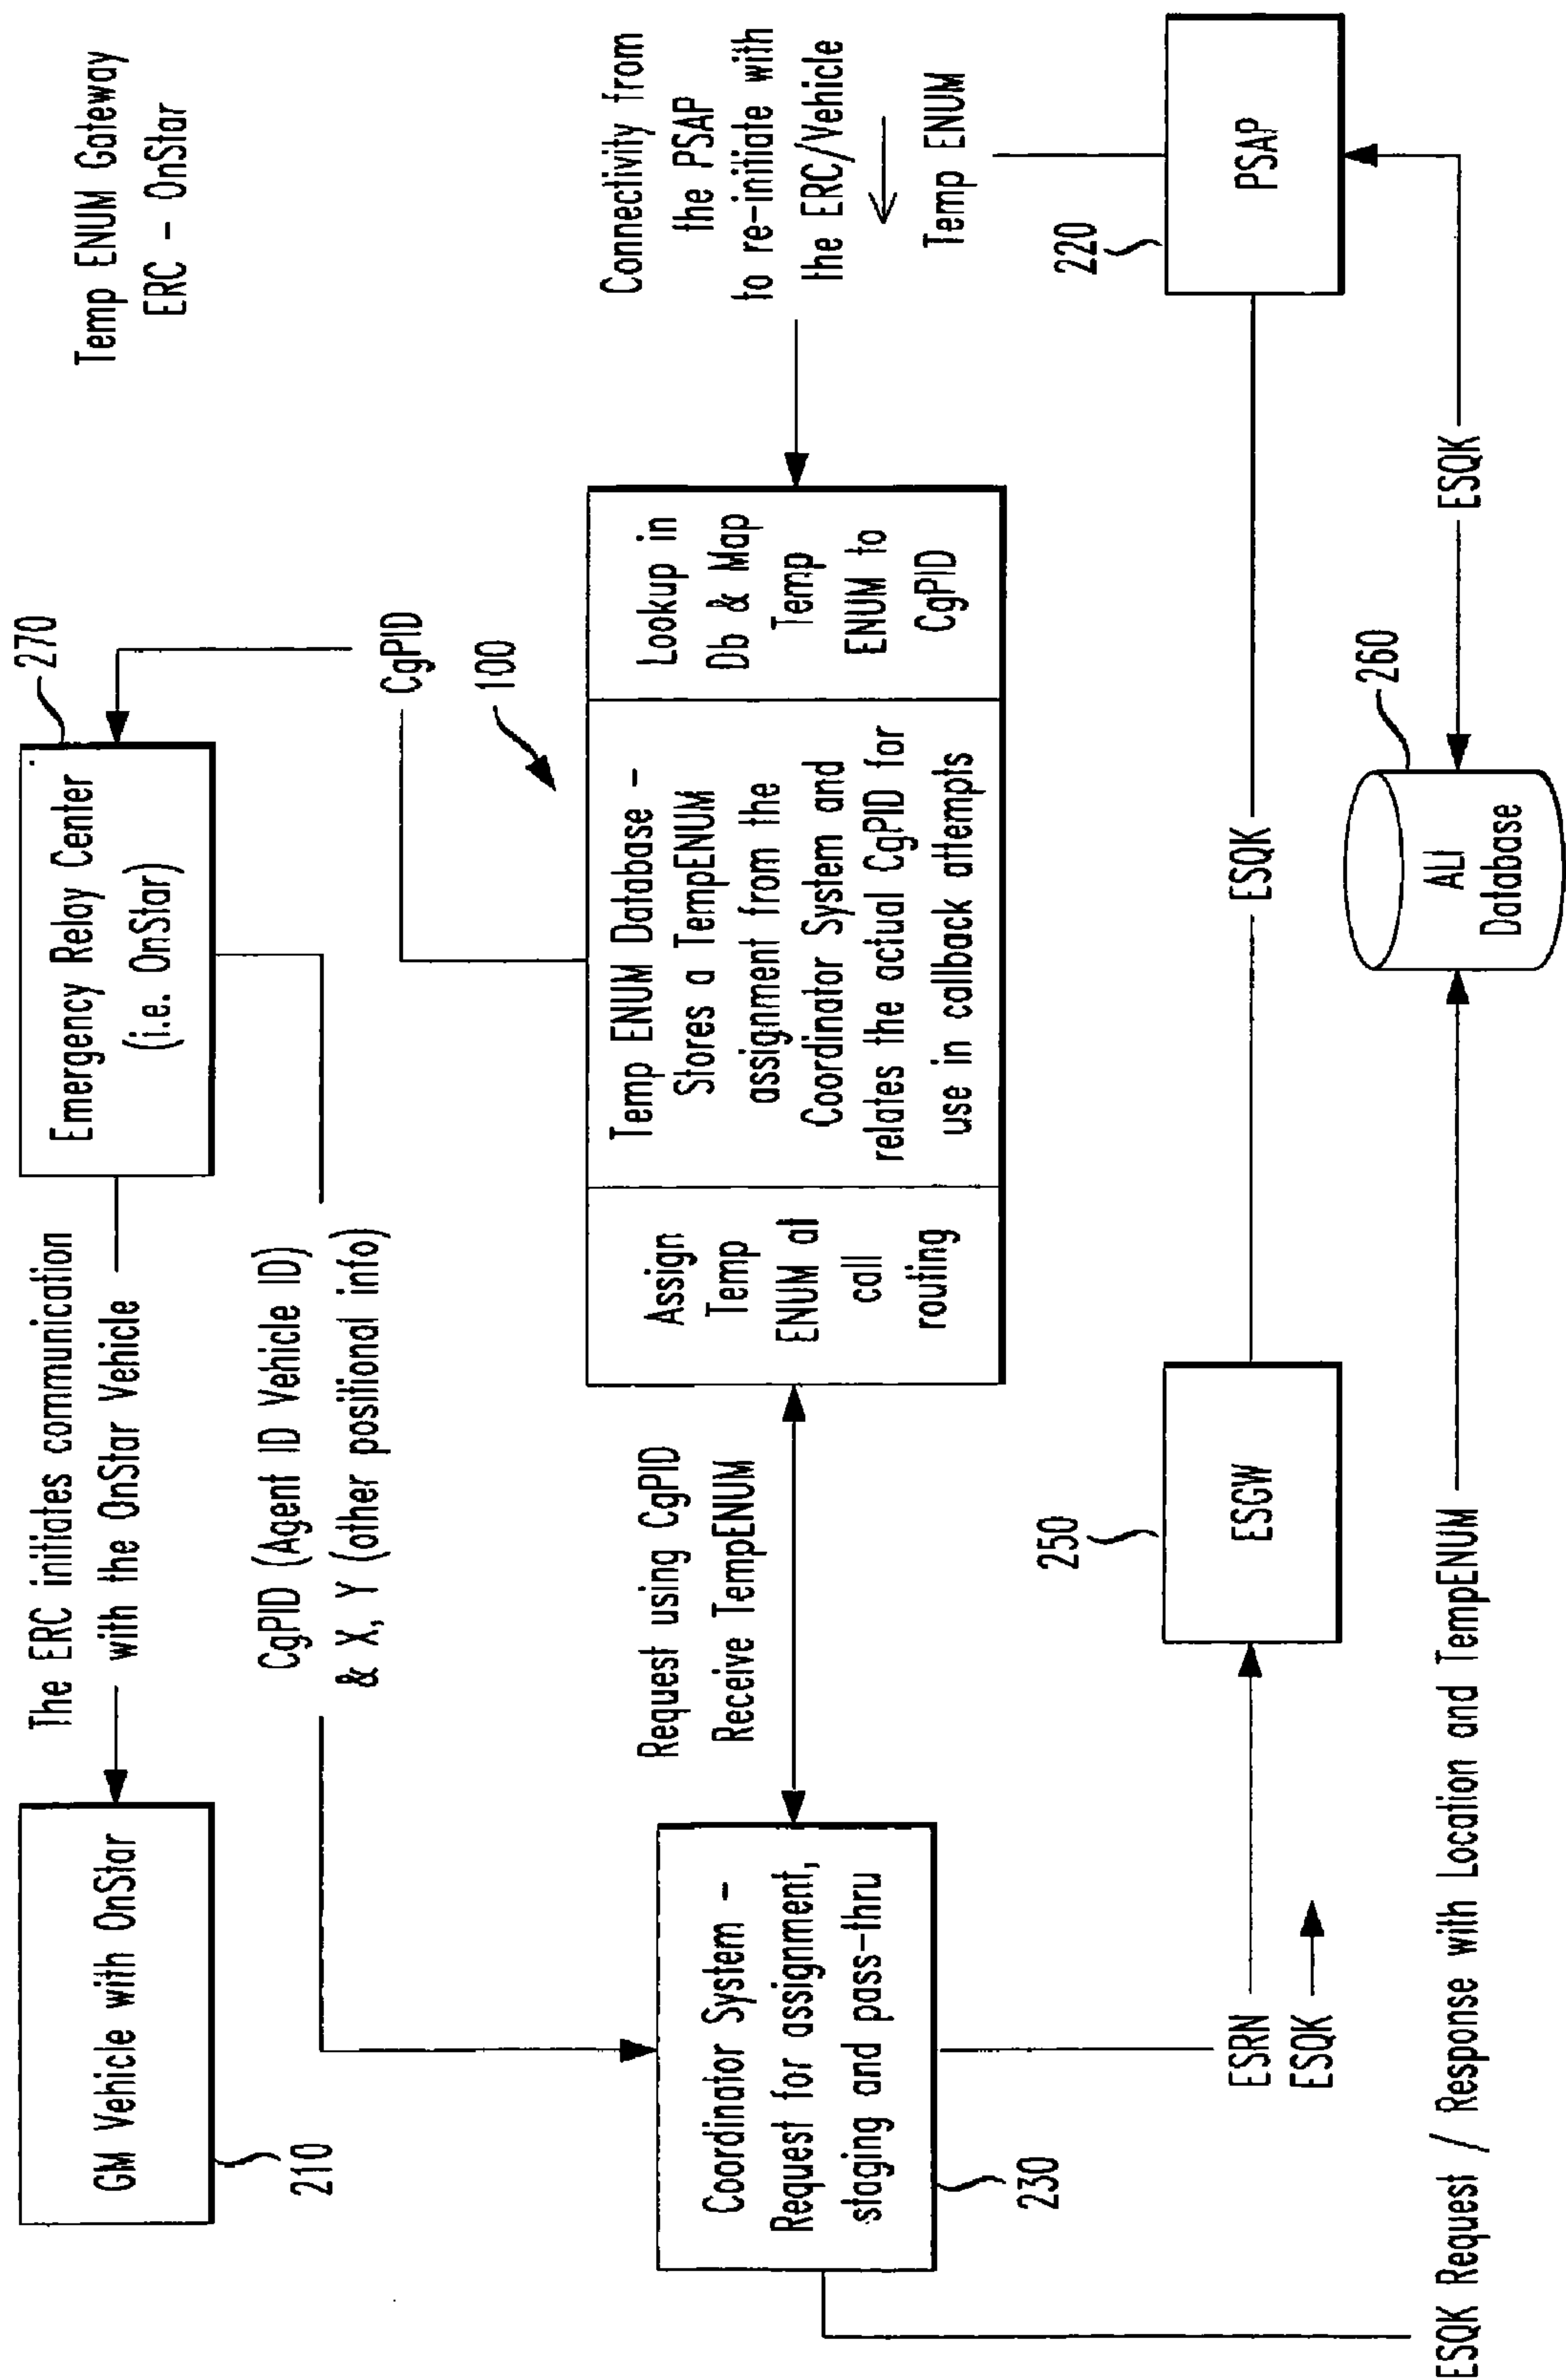 Temp ENUM Gateway
ERC - OnStar
GM Vehicle with OnStar
210
The ERC initiates communication
with the OnStar Vehicle
Emergency Relay Center
(i.e. OnStar)
270
CgPID (Agent ID Vehicle ID)
& X, Y (other positional info)
CgPID
100
Coordinator System -
Request for assignment,
staging and pass-thru
230
Request using CgPID
Receive TempENUM
Assign
Temp
ENUM at
call
routing
Temp ENUM Database -
Stores a TempENUM
assignment from the
Coordinator System and
relates the actual CgPID for
use in callback attempts
Lookup in
Db & Map
Temp
ENUM to
CgPID
Connectivity from
the PSAP
to re-initiate with
the ERC/Vehicle
Temp ENUM
ESRN
ESQK
250
ESGW
ESQK
220
PSAP
ESQK Request / Response with Location and TempENUM
260
ALI
Database
ESQK